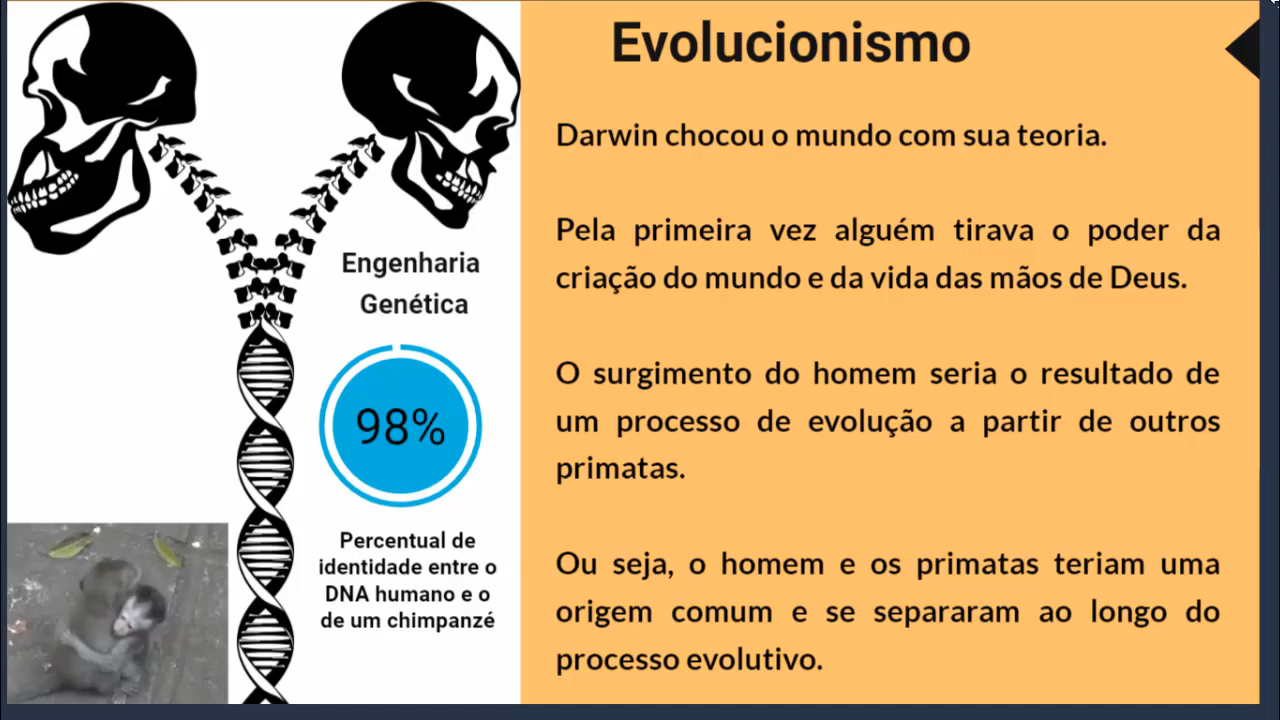 Evolucionismo
Darwin chocou o mundo com sua teoria.
Pela primeira vez alguém tirava o poder da
criação do mundo e da vida das mãos de Deus.
O surgimento do homem seria o resultado de
um processo de evolução a partir de outros
primatas.
Ou seja, o homem e os primatas teriam uma
origem comum e se separaram ao longo do
processo evolutivo.
Engenharia
Genética
98%
Percentual de
identidade entre o
DNA humano e o
de um chimpanzé